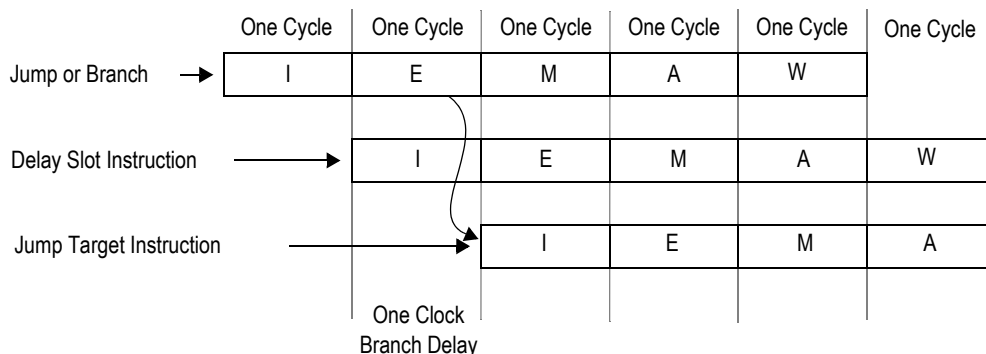 One Cycle One Cycle One Cycle One Cycle One Cycle One Cycle
Jump or Branch I E M A W
Delay Slot Instruction I E M A W
Jump Target Instruction I E M A
One Clock
Branch Delay